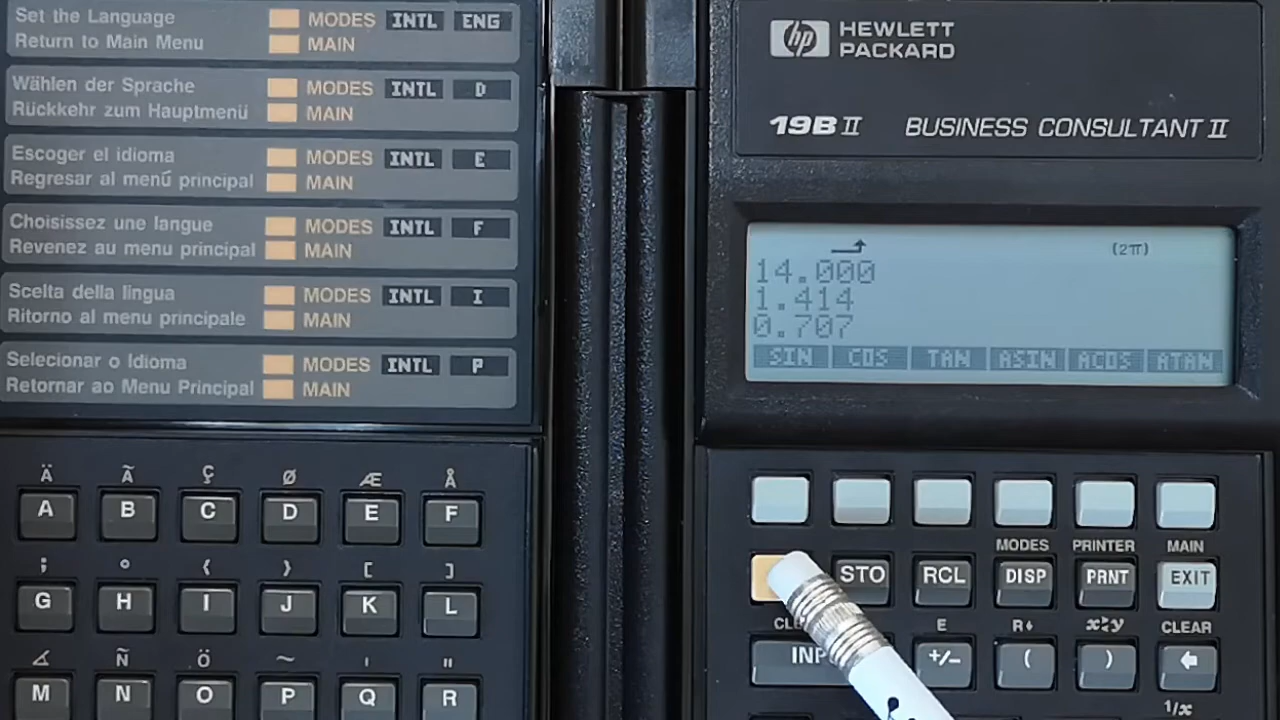 Set the Language MODES INTL ENG
Return to Main Menu MAIN
Wählen der Sprache MODES INTL D
Rückkehr zum Hauptmenü MAIN
Escoger el idioma MODES INTL E
Regresar al menú principal MAIN
Choisissez une langue MODES INTL F
Revenez au menu principal MAIN
Scelta della lingua MODES INTL I
Ritorno al menu principale MAIN
Selecionar o Idioma MODES INTL P
Retornar ao Menu Principal MAIN
Ä Ã Ç Ø Æ Å
A B C D E F
; ° { } [ ]
G H I J K L
∡ Ñ Ö ~ ' "
M N O P Q R
hp HEWLETT
PACKARD
19BII BUSINESS CONSULTANT II
(2π)
14.000
1.414
0.707
SIN COS TAN ASIN ACOS ATAN
MODES PRINTER MAIN
STO RCL DISP PRNT EXIT
E R↓ x≷y CLEAR
+/− ( ) ←
1/x